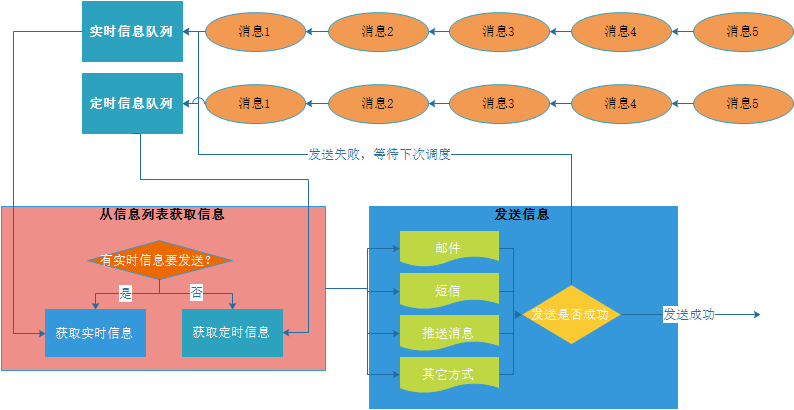 实时信息队列
消息1
消息2
消息3
消息4
消息5
定时信息队列
消息1
消息2
消息3
消息4
消息5
发送失败，等待下次调度
从信息列表获取信息
有实时信息要发送？
是
否
获取实时信息
获取定时信息
发送信息
邮件
短信
推送消息
其它方式
发送是否成功
发送成功